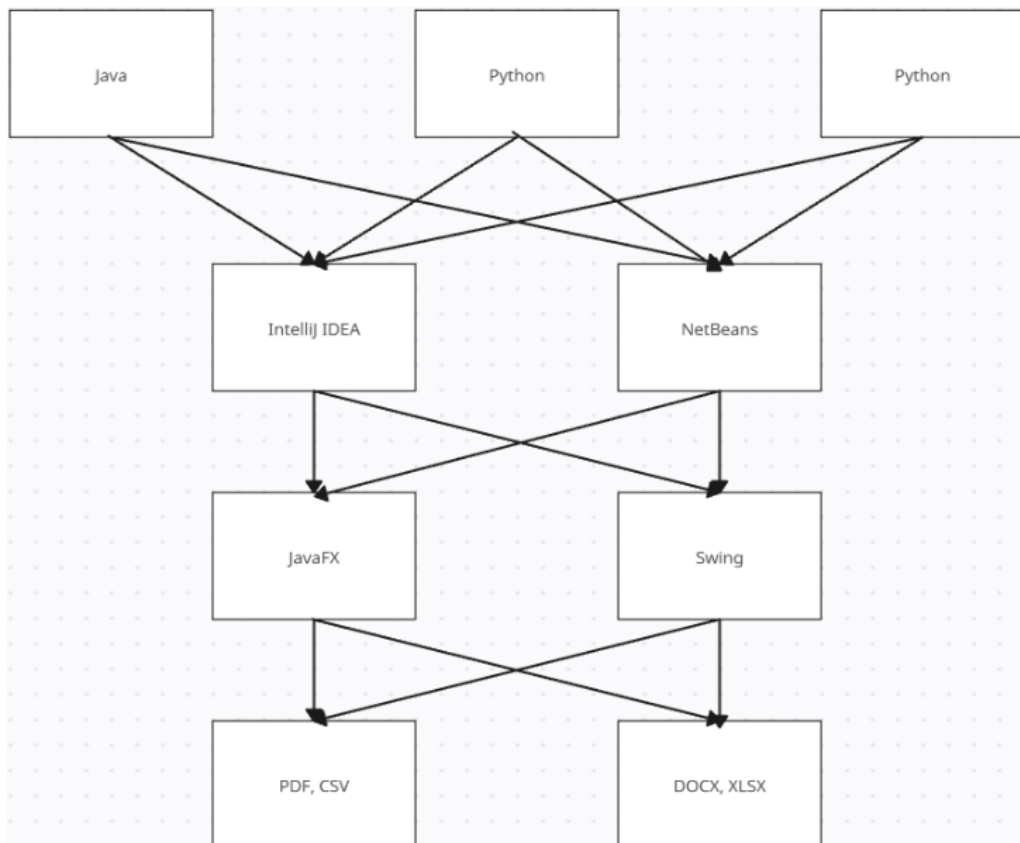 Java
Python
Python
IntelliJ IDEA
NetBeans
JavaFX
Swing
PDF, CSV
DOCX, XLSX